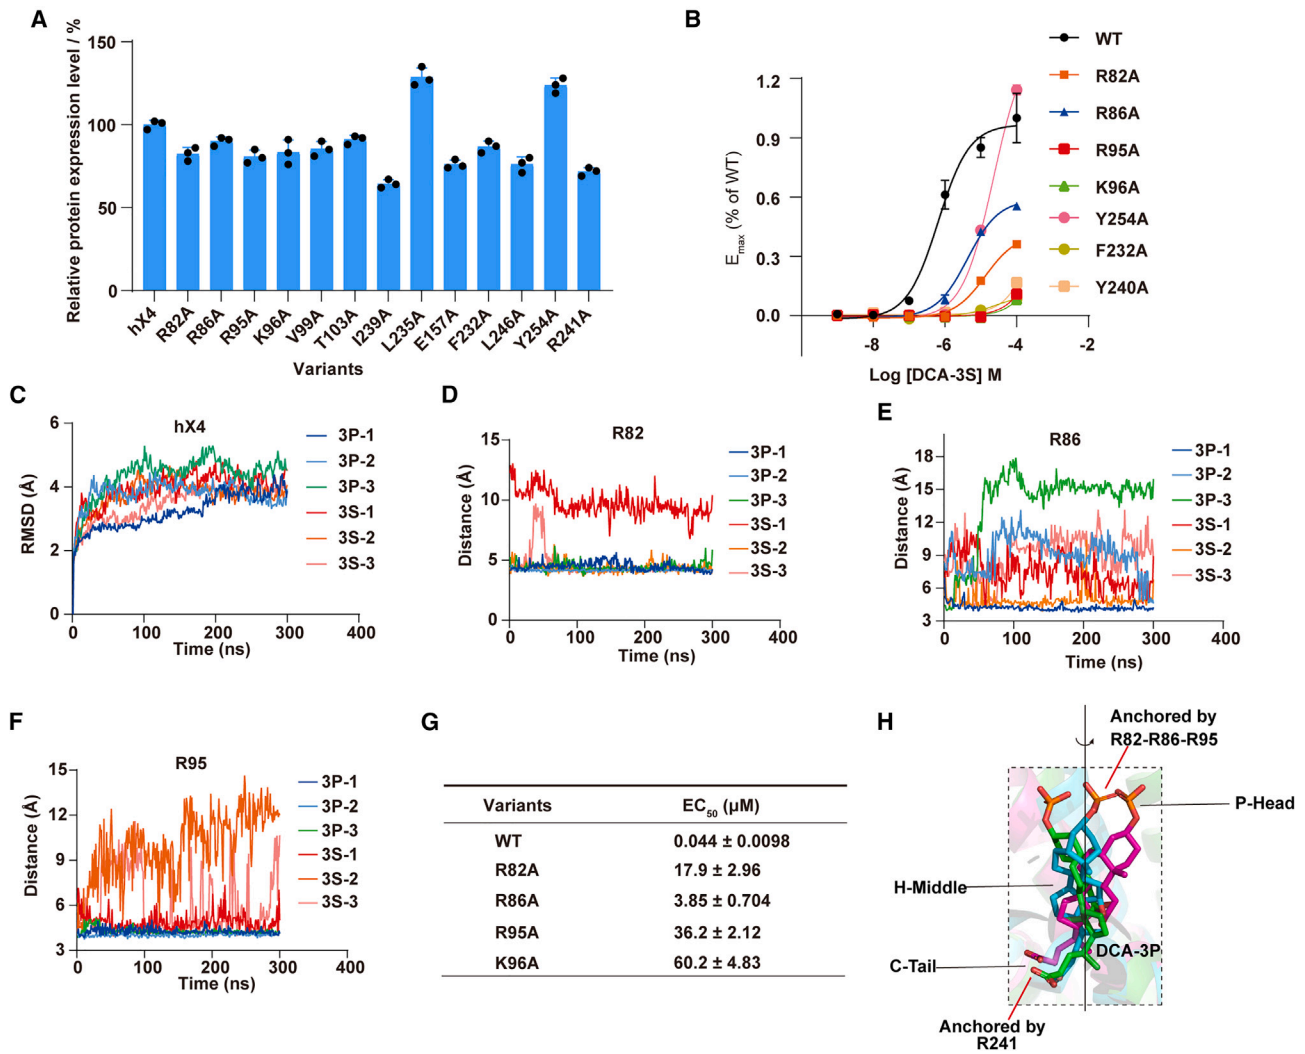 A
Relative protein expression level / %
150
100
50
0
hX4
R82A
R86A
R95A
K96A
V99A
T103A
I239A
L235A
E157A
F232A
L246A
Y254A
R241A
Variants
B
E max (% of WT)
1.2
0.9
0.6
0.3
0.0
-8
-6
-4
-2
Log [DCA-3S] M
WT
R82A
R86A
R95A
K96A
Y254A
F232A
Y240A
C
hX4
RMSD (Å)
6
4
2
0
0
100
200
300
400
Time (ns)
3P-1
3P-2
3P-3
3S-1
3S-2
3S-3
D
R82
Distance (Å)
15
10
5
0
0
100
200
300
400
Time (ns)
3P-1
3P-2
3P-3
3S-1
3S-2
3S-3
E
R86
Distance (Å)
18
15
12
9
6
3
0
100
200
300
400
Time (ns)
3P-1
3P-2
3P-3
3S-1
3S-2
3S-3
F
R95
Distance (Å)
15
12
9
6
3
0
100
200
300
400
Time (ns)
3P-1
3P-2
3P-3
3S-1
3S-2
3S-3
G
Variants EC50 (µM)
WT 0.044 ± 0.0098
R82A 17.9 ± 2.96
R86A 3.85 ± 0.704
R95A 36.2 ± 2.12
K96A 60.2 ± 4.83
H
Anchored by
R82-R86-R95
P-Head
H-Middle
DCA-3P
C-Tail
Anchored by
R241